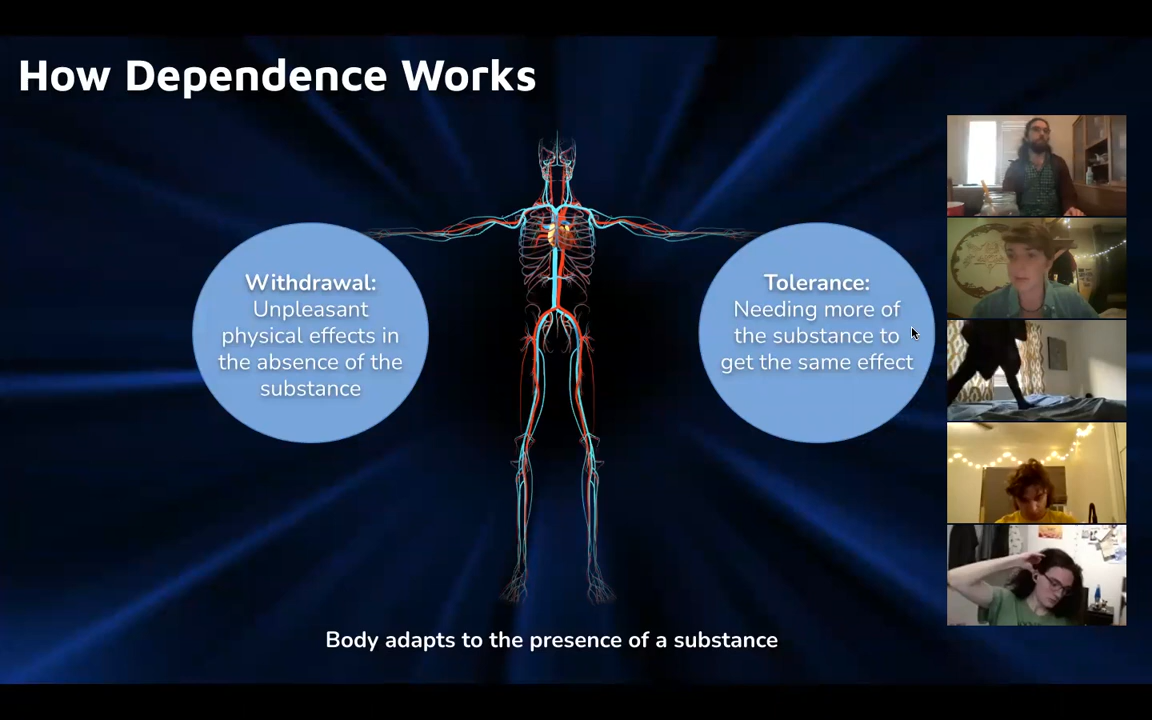 How Dependence Works
Withdrawal:
Unpleasant
physical effects in
the absence of the
substance
Tolerance:
Needing more of
the substance to
get the same effect
Body adapts to the presence of a substance